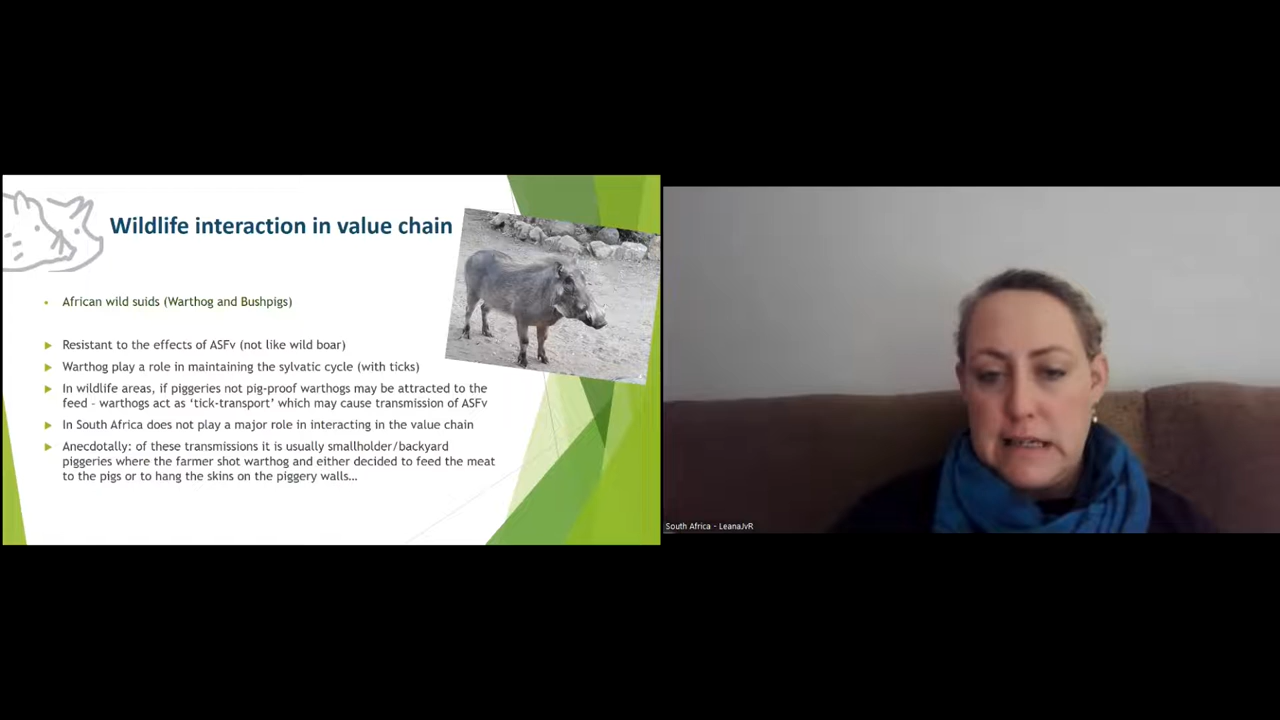 Wildlife interaction in value chain
African wild suids (Warthog and Bushpigs)
Resistant to the effects of ASFv (not like wild boar)
Warthog play a role in maintaining the sylvatic cycle (with ticks)
In wildlife areas, if piggeries not pig-proof warthogs may be attracted to the
feed – warthogs act as ‘tick-transport’ which may cause transmission of ASFv
In South Africa does not play a major role in interacting in the value chain
Anecdotally: of these transmissions it is usually smallholder/backyard
piggeries where the farmer shot warthog and either decided to feed the meat
to the pigs or to hang the skins on the piggery walls…
South Africa - LeanaJvR